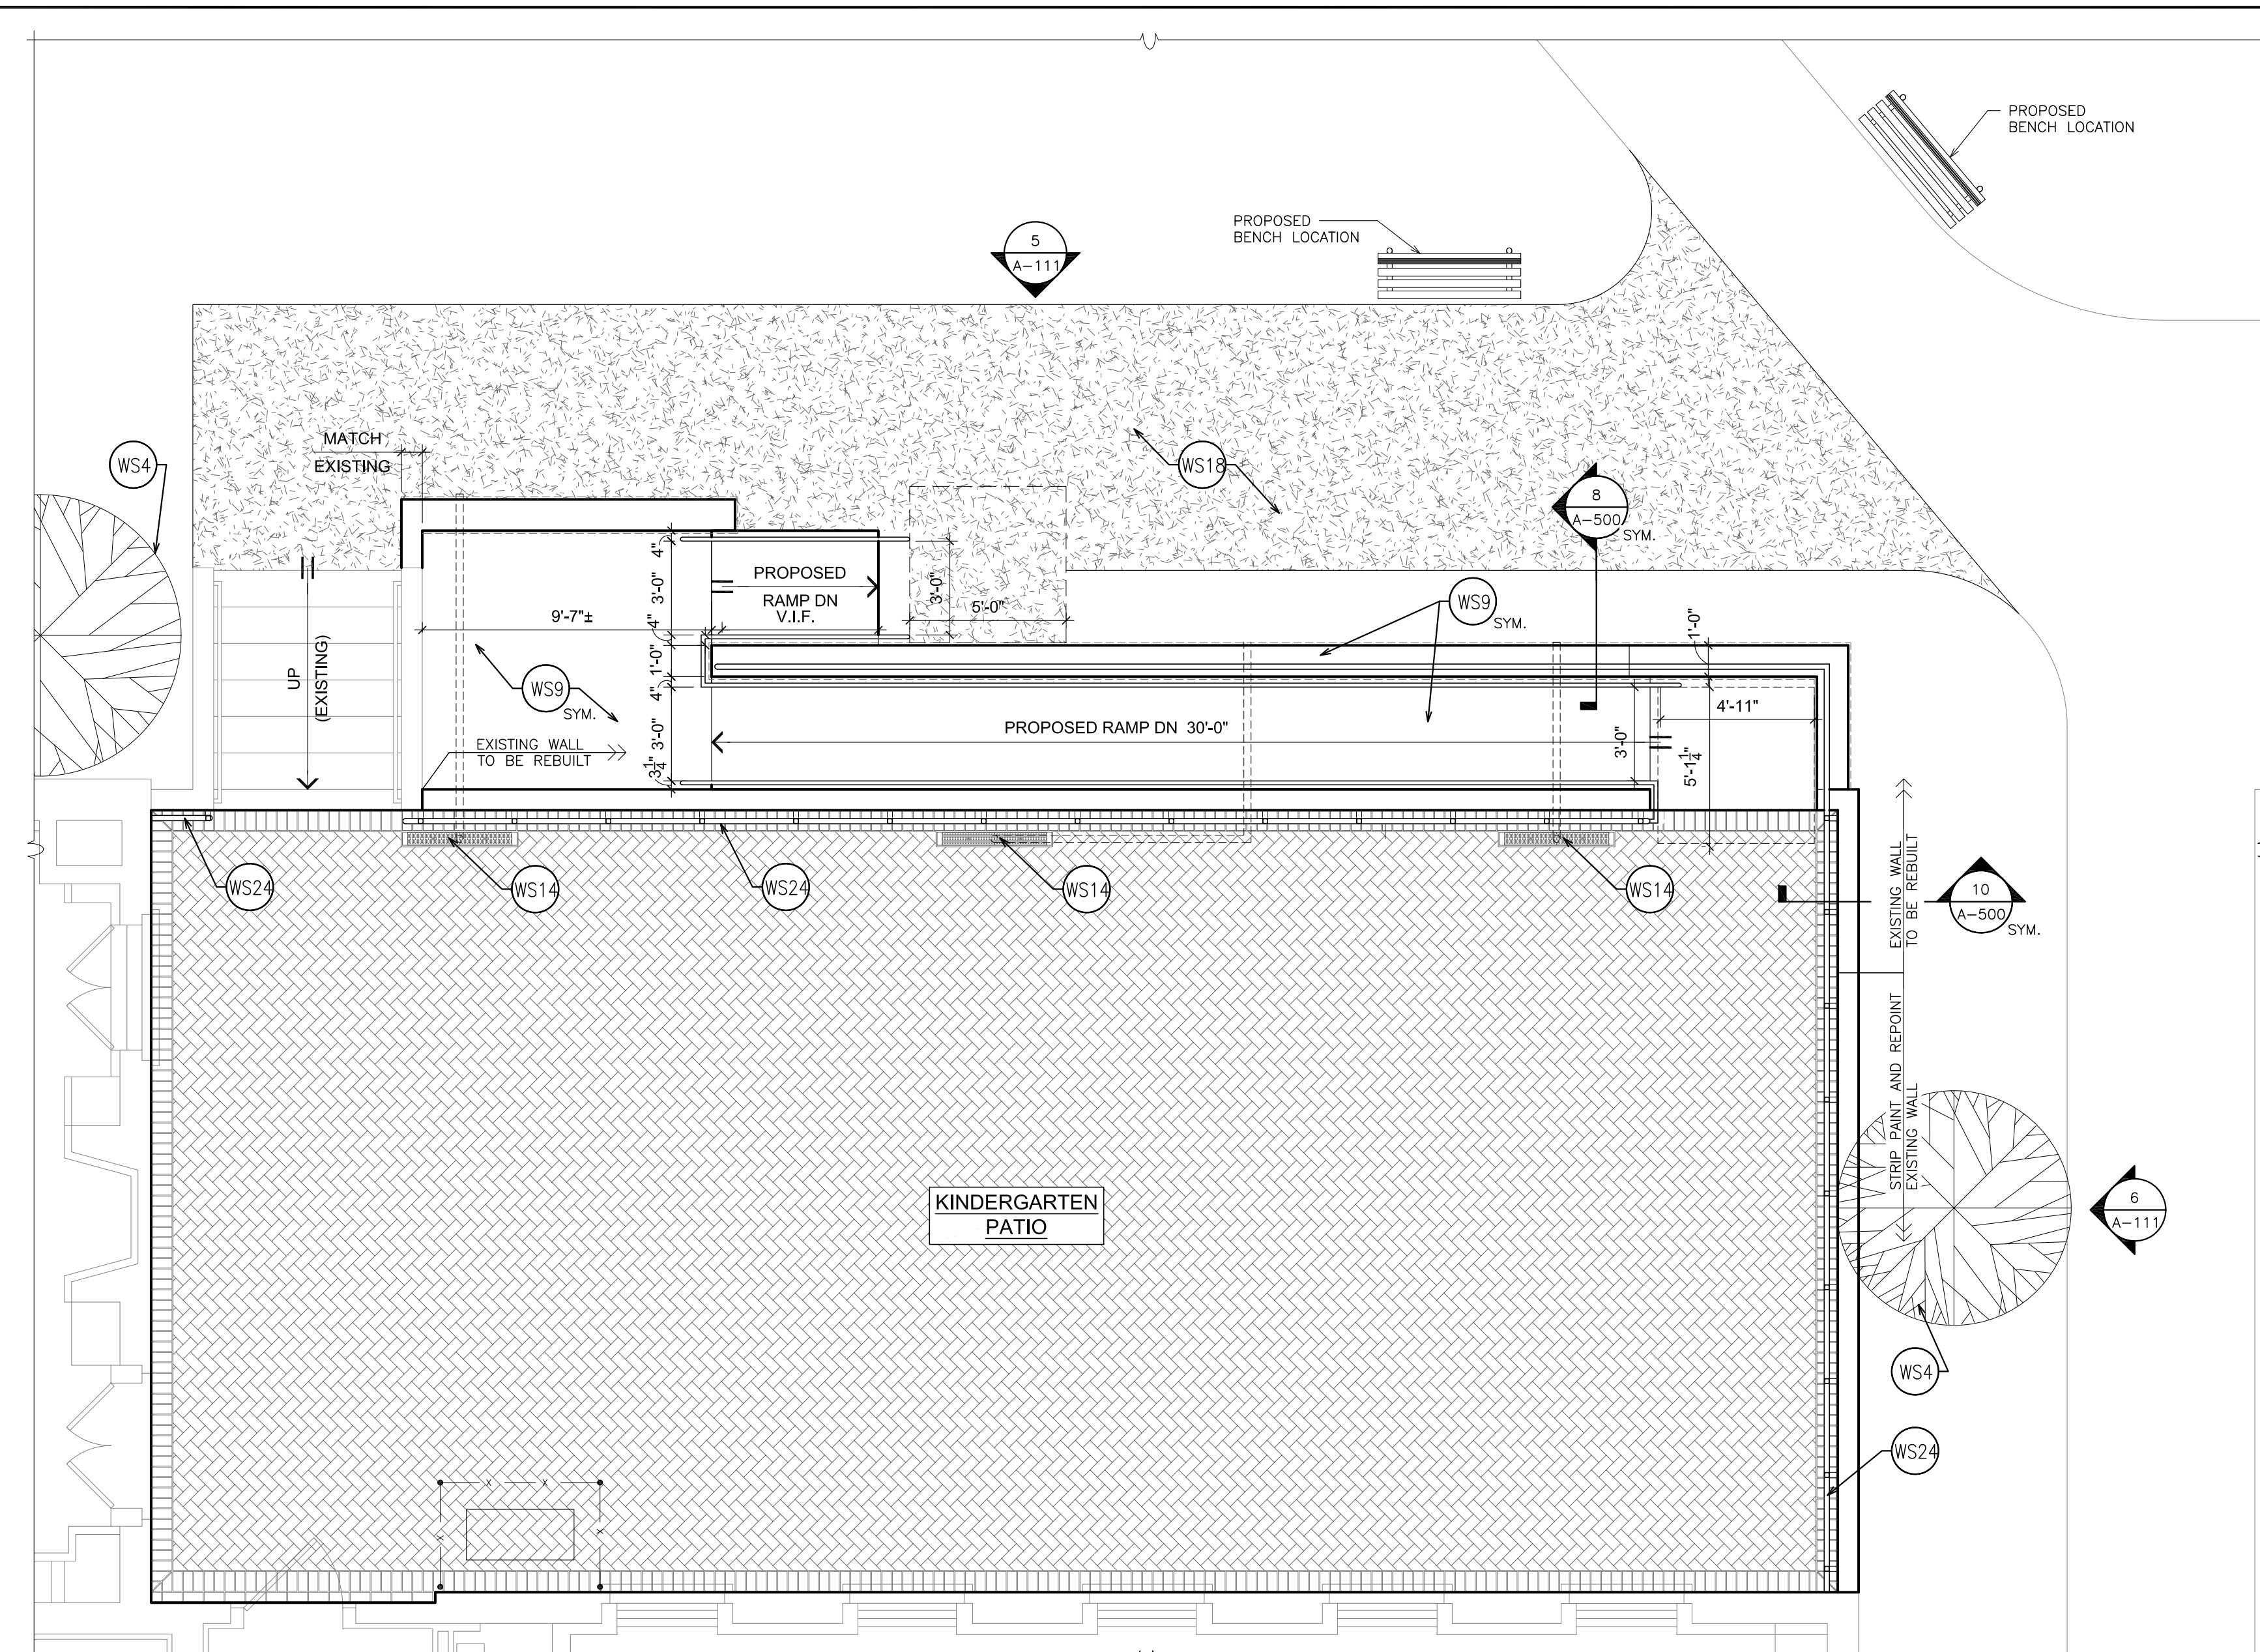 PROPOSED
BENCH LOCATION
PROPOSED
BENCH LOCATION
5
A-111
MATCH
EXISTING
WS4
WS18
8
A-500
SYM.
4"
PROPOSED
RAMP DN
V.I.F.
3'-0"
3'-0"
5'-0"
9'-7"±
4"
WS9
SYM.
1'-0"
UP
(EXISTING)
1'-0"
WS9
SYM.
4"
4'-11"
PROPOSED RAMP DN 30'-0"
3'-0"
3'-0"
5'-1 1/4"
EXISTING WALL
TO BE REBUILT
3 1/4"
WS24
WS14
WS24
WS14
WS14
EXISTING WALL
TO BE REBUILT
10
A-500
SYM.
STRIP PAINT AND REPOINT
EXISTING WALL
KINDERGARTEN
PATIO
6
A-111
WS4
WS24
X
X
X
X